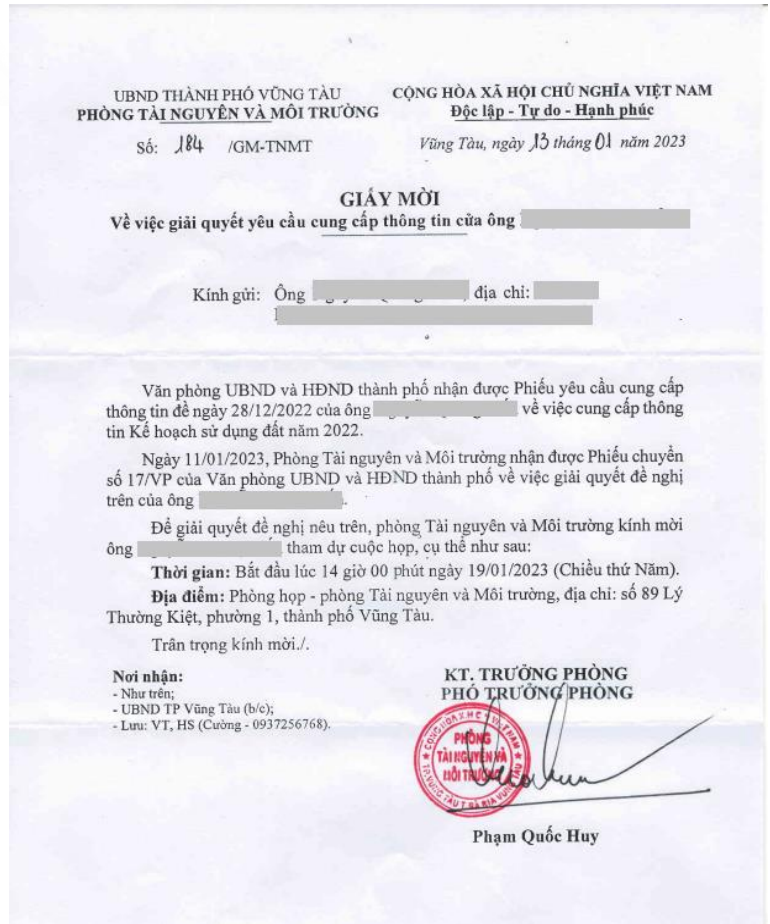 UBND THÀNH PHỐ VŨNG TÀU
PHÒNG TÀI NGUYÊN VÀ MÔI TRƯỜNG
CỘNG HÒA XÃ HỘI CHỦ NGHĨA VIỆT NAM
Độc lập - Tự do - Hạnh phúc
Số: 184 /GM-TNMT
Vũng Tàu, ngày 13 tháng 01 năm 2023
GIẤY MỜI
Về việc giải quyết yêu cầu cung cấp thông tin cửa ông
Kính gửi: Ông địa chỉ:
Văn phòng UBND và HĐND thành phố nhận được Phiếu yêu cầu cung cấp
thông tin đề ngày 28/12/2022 của ông về việc cung cấp thông
tin Kế hoạch sử dụng đất năm 2022.
Ngày 11/01/2023, Phòng Tài nguyên và Môi trường nhận được Phiếu chuyển
số 17/VP của Văn phòng UBND và HĐND thành phố về việc giải quyết đề nghị
trên của ông .
Để giải quyết đề nghị nêu trên, phòng Tài nguyên và Môi trường kính mời
ông tham dự cuộc họp, cụ thể như sau:
Thời gian: Bắt đầu lúc 14 giờ 00 phút ngày 19/01/2023 (Chiều thứ Năm).
Địa điểm: Phòng họp - phòng Tài nguyên và Môi trường, địa chỉ: số 89 Lý
Thường Kiệt, phường 1, thành phố Vũng Tàu.
Trân trọng kính mời./.
Nơi nhận:
- Như trên;
- UBND TP Vũng Tàu (b/c);
- Lưu: VT, HS (Cường - 0937256768).
KT. TRƯỞNG PHÒNG
PHÓ TRƯỞNG PHÒNG
PHÒNG
TÀI NGUYÊN VÀ
MÔI TRƯỜNG
Phạm Quốc Huy